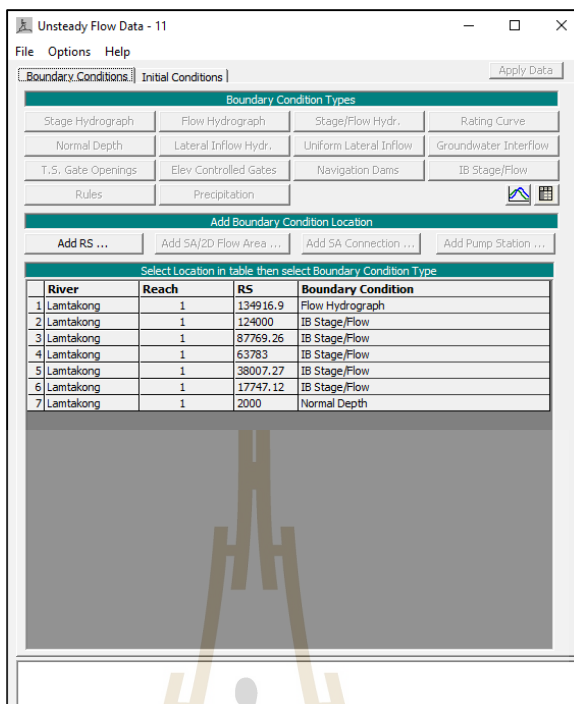 Unsteady Flow Data - 11
File Options Help
Boundary Conditions Initial Conditions Apply Data
Boundary Condition Types
Stage Hydrograph Flow Hydrograph Stage/Flow Hydr. Rating Curve
Normal Depth Lateral Inflow Hydr. Uniform Lateral Inflow Groundwater Interflow
T.S. Gate Openings Elev Controlled Gates Navigation Dams IB Stage/Flow
Rules Precipitation
Add Boundary Condition Location
Add RS ... Add SA/2D Flow Area ... Add SA Connection ... Add Pump Station ...
Select Location in table then select Boundary Condition Type
River Reach RS Boundary Condition
1 Lamtakong 1 134916.9 Flow Hydrograph
2 Lamtakong 1 124000 IB Stage/Flow
3 Lamtakong 1 87769.26 IB Stage/Flow
4 Lamtakong 1 63783 IB Stage/Flow
5 Lamtakong 1 38007.27 IB Stage/Flow
6 Lamtakong 1 17747.12 IB Stage/Flow
7 Lamtakong 1 2000 Normal Depth